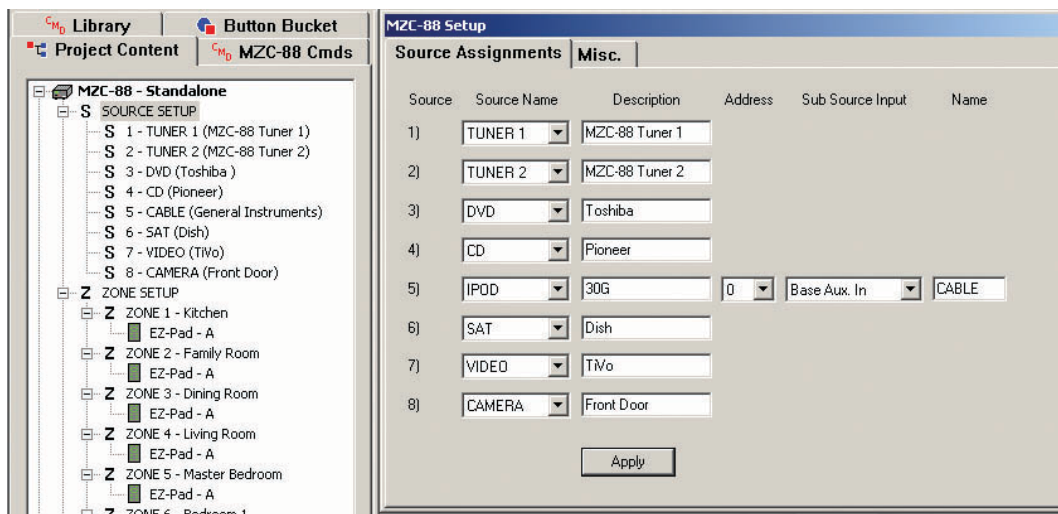 CMD Library
Button Bucket
Project Content
CMD MZC-88 Cmds
MZC-88 - Standalone
S SOURCE SETUP
S 1 - TUNER 1 (MZC-88 Tuner 1)
S 2 - TUNER 2 (MZC-88 Tuner 2)
S 3 - DVD (Toshiba )
S 4 - CD (Pioneer)
S 5 - CABLE (General Instruments)
S 6 - SAT (Dish)
S 7 - VIDEO (TiVo)
S 8 - CAMERA (Front Door)
Z ZONE SETUP
Z ZONE 1 - Kitchen
EZ-Pad - A
Z ZONE 2 - Family Room
EZ-Pad - A
Z ZONE 3 - Dining Room
EZ-Pad - A
Z ZONE 4 - Living Room
EZ-Pad - A
Z ZONE 5 - Master Bedroom
EZ-Pad - A
Z ZONE 6 - Bedroom 1
MZC-88 Setup
Source Assignments Misc.
Source Source Name Description Address Sub Source Input Name
1) TUNER 1 MZC-88 Tuner 1
2) TUNER 2 MZC-88 Tuner 2
3) DVD Toshiba
4) CD Pioneer
5) IPOD 30G 0 Base Aux. In CABLE
6) SAT Dish
7) VIDEO TiVo
8) CAMERA Front Door
Apply